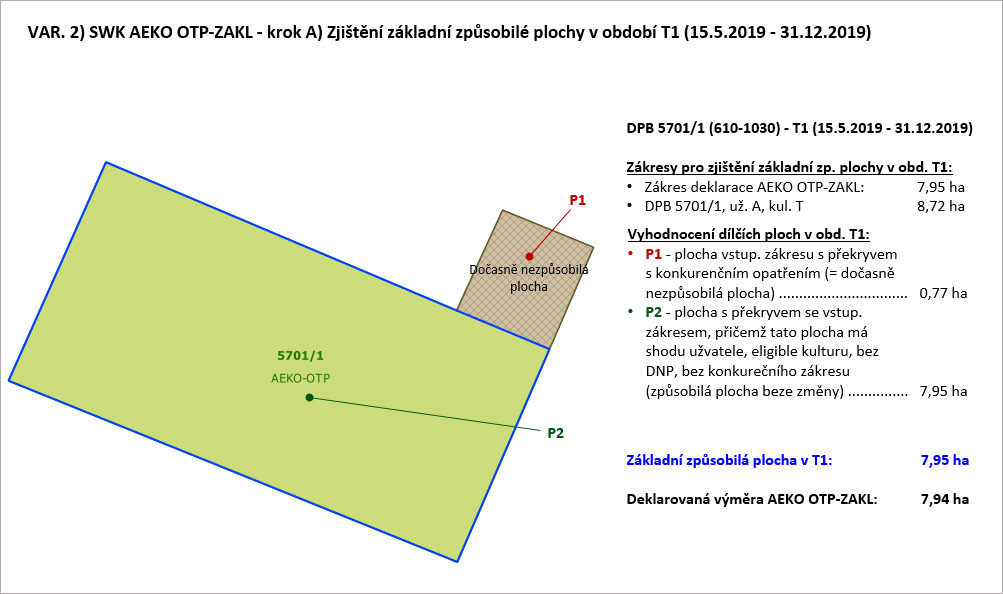 VAR. 2) SWK AEKO OTP-ZAKL - krok A) Zjištění základní způsobilé plochy v období T1 (15.5.2019 - 31.12.2019)
DPB 5701/1 (610-1030) - T1 (15.5.2019 - 31.12.2019)
Zákresy pro zjištění základní zp. plochy v obd. T1:
• Zákres deklarace AEKO OTP-ZAKL: 7,95 ha
• DPB 5701/1, už. A, kul. T 8,72 ha
Vyhodnocení dílčích ploch v obd. T1:
• P1 - plocha vstup. zákresu s překryvem
s konkurenčním opatřením (= dočasně
nezpůsobilá plocha) ................................ 0,77 ha
• P2 - plocha s překryvem se vstup.
zákresem, přičemž tato plocha má
shodu užvatele, eligible kulturu, bez
DNP, bez konkurečního zákresu
(způsobilá plocha beze změny) ............... 7,95 ha
Základní způsobilá plocha v T1: 7,95 ha
Deklarovaná výměra AEKO OTP-ZAKL: 7,94 ha
P1
Dočasně nezpůsobilá
plocha
5701/1
AEKO-OTP
P2